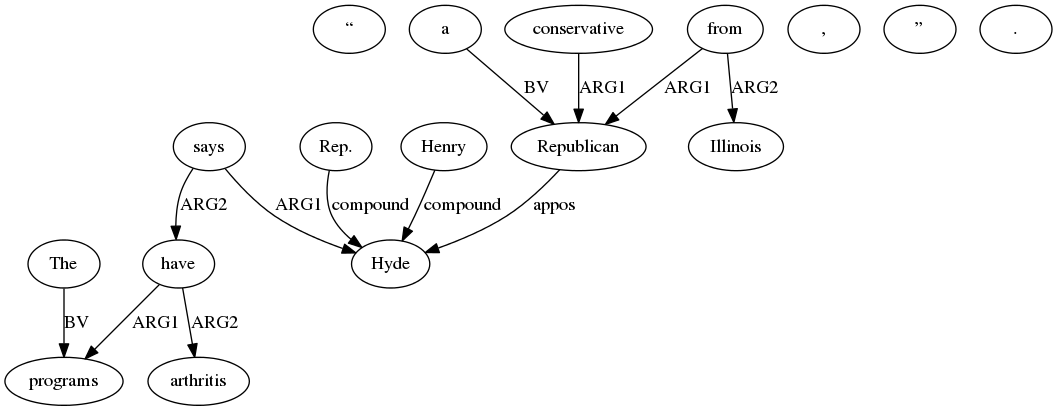 “ a conservative from , ” .
BV ARG1 ARG1 ARG2
says Rep. Henry Republican Illinois
ARG2 ARG1 compound compound appos
The have Hyde
BV ARG1 ARG2
programs arthritis